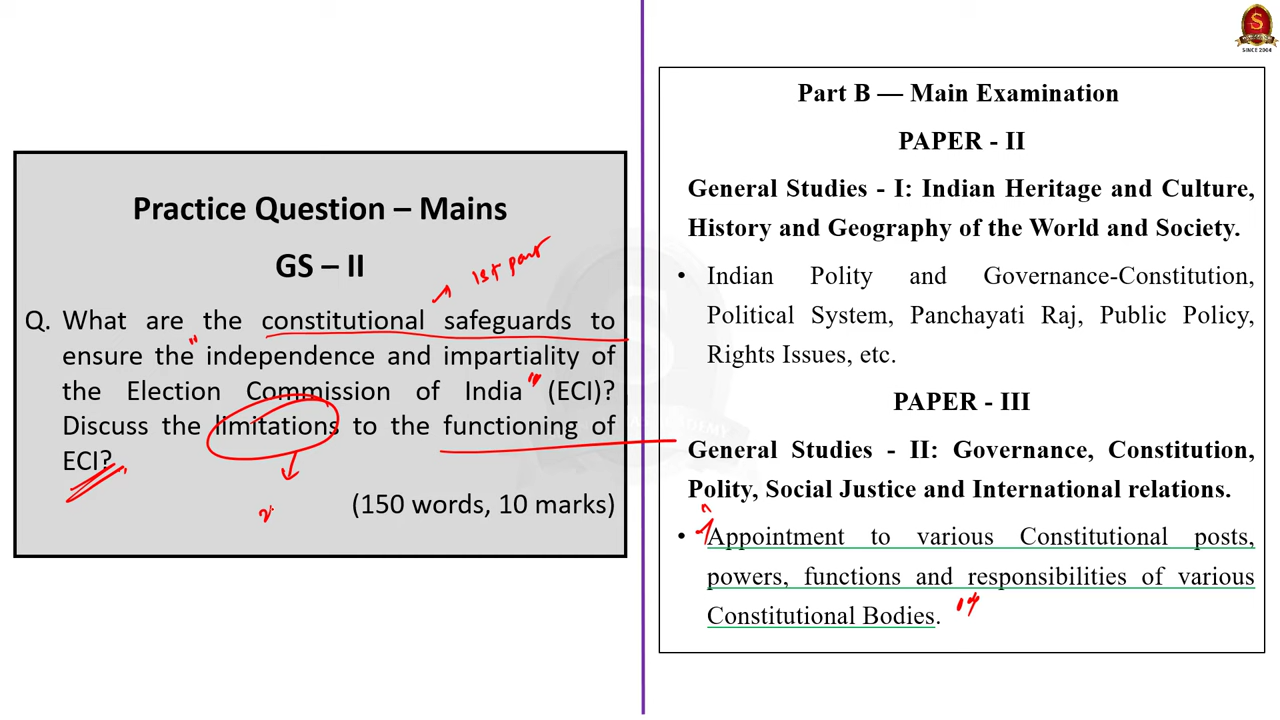 SINCE 2004
Practice Question – Mains
GS – II
1st part
Q. What are the constitutional safeguards to
ensure the independence and impartiality of
the Election Commission of India (ECI)?
Discuss the limitations to the functioning of
ECI?
(150 words, 10 marks)
Part B — Main Examination
PAPER - II
General Studies - I: Indian Heritage and Culture,
History and Geography of the World and Society.
• Indian Polity and Governance-Constitution,
Political System, Panchayati Raj, Public Policy,
Rights Issues, etc.
PAPER - III
General Studies - II: Governance, Constitution,
Polity, Social Justice and International relations.
• Appointment to various Constitutional posts,
powers, functions and responsibilities of various
Constitutional Bodies.